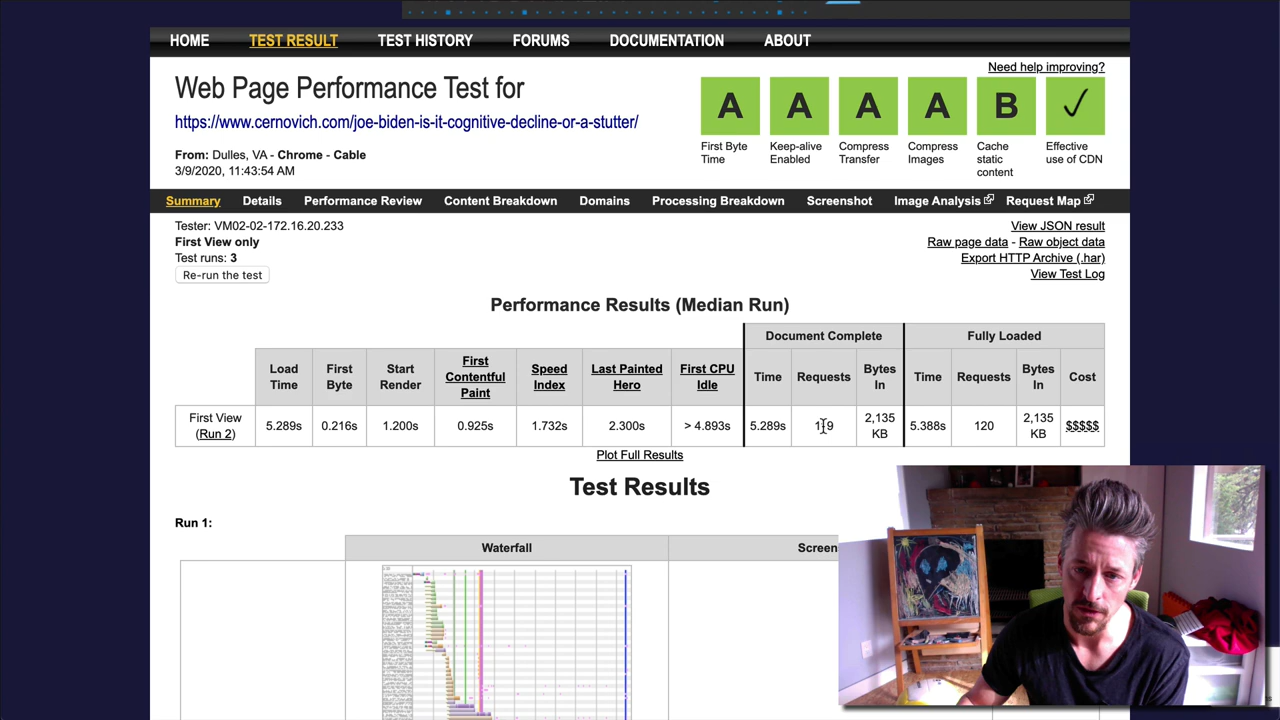 HOME TEST RESULT TEST HISTORY FORUMS DOCUMENTATION ABOUT
Need help improving?
Web Page Performance Test for
https://www.cernovich.com/joe-biden-is-it-cognitive-decline-or-a-stutter/
From: Dulles, VA - Chrome - Cable
3/9/2020, 11:43:54 AM
A A A A B ✓
First Byte Time
Keep-alive Enabled
Compress Transfer
Compress Images
Cache static content
Effective use of CDN
Summary Details Performance Review Content Breakdown Domains Processing Breakdown Screenshot Image Analysis Request Map
Tester: VM02-02-172.16.20.233
First View only
Test runs: 3
Re-run the test
View JSON result
Raw page data - Raw object data
Export HTTP Archive (.har)
View Test Log
Performance Results (Median Run)
Document Complete Fully Loaded
Load Time First Byte Start Render First Contentful Paint Speed Index Last Painted Hero First CPU Idle Time Requests Bytes In Time Requests Bytes In Cost
First View (Run 2) 5.289s 0.216s 1.200s 0.925s 1.732s 2.300s > 4.893s 5.289s 2,135 KB 5.388s 120 2,135 KB $$$$$
Plot Full Results
Test Results
Run 1:
Waterfall Screen